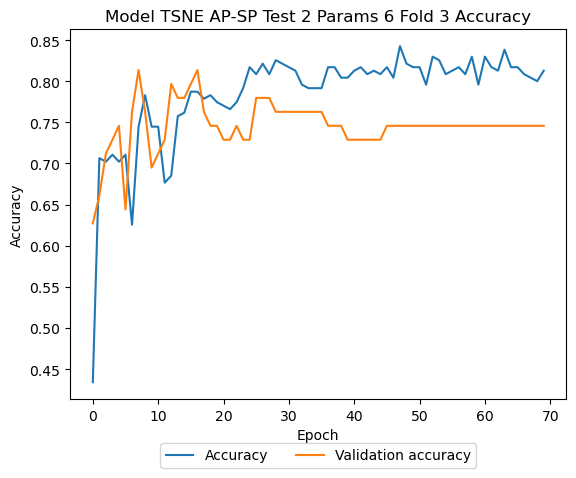 Model TSNE AP-SP Test 2 Params 6 Fold 3 Accuracy
0.85
0.80
0.75
0.70
0.65
0.60
0.55
0.50
0.45
Accuracy
0 10 20 30 40 50 60 70
Epoch
Accuracy Validation accuracy